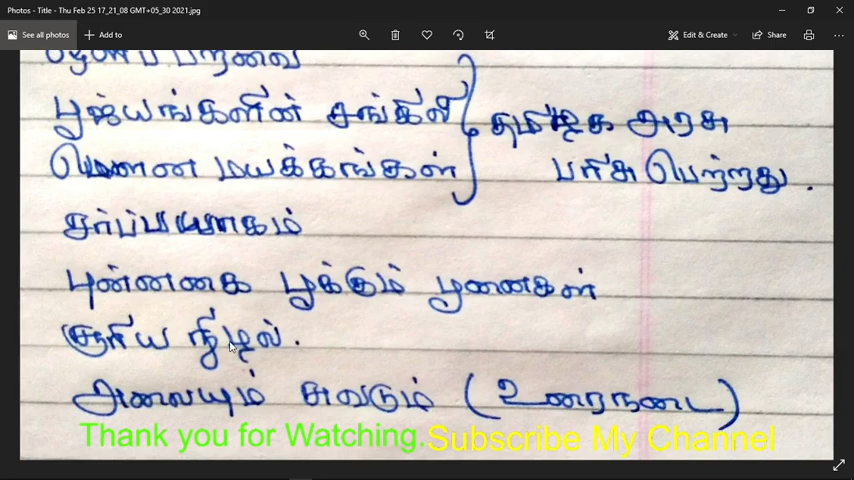 Photos - Title - Thu Feb 25 17_21_08 GMT+05_30 2021.jpg
See all photos
Add to
Edit & Create
Share
பூஜ்யங்களின் சங்கிலி
மௌன மயக்கங்கள்
தமிழக அரசு
பரிசு பெற்றது.
தர்ப்பயாகம்
புன்னகை பூக்கும் பூனைகள்
சூரிய நிழல்.
அலையும் சுவடும் (உரைநடை)
Thank you for Watching. Subscribe My Channel